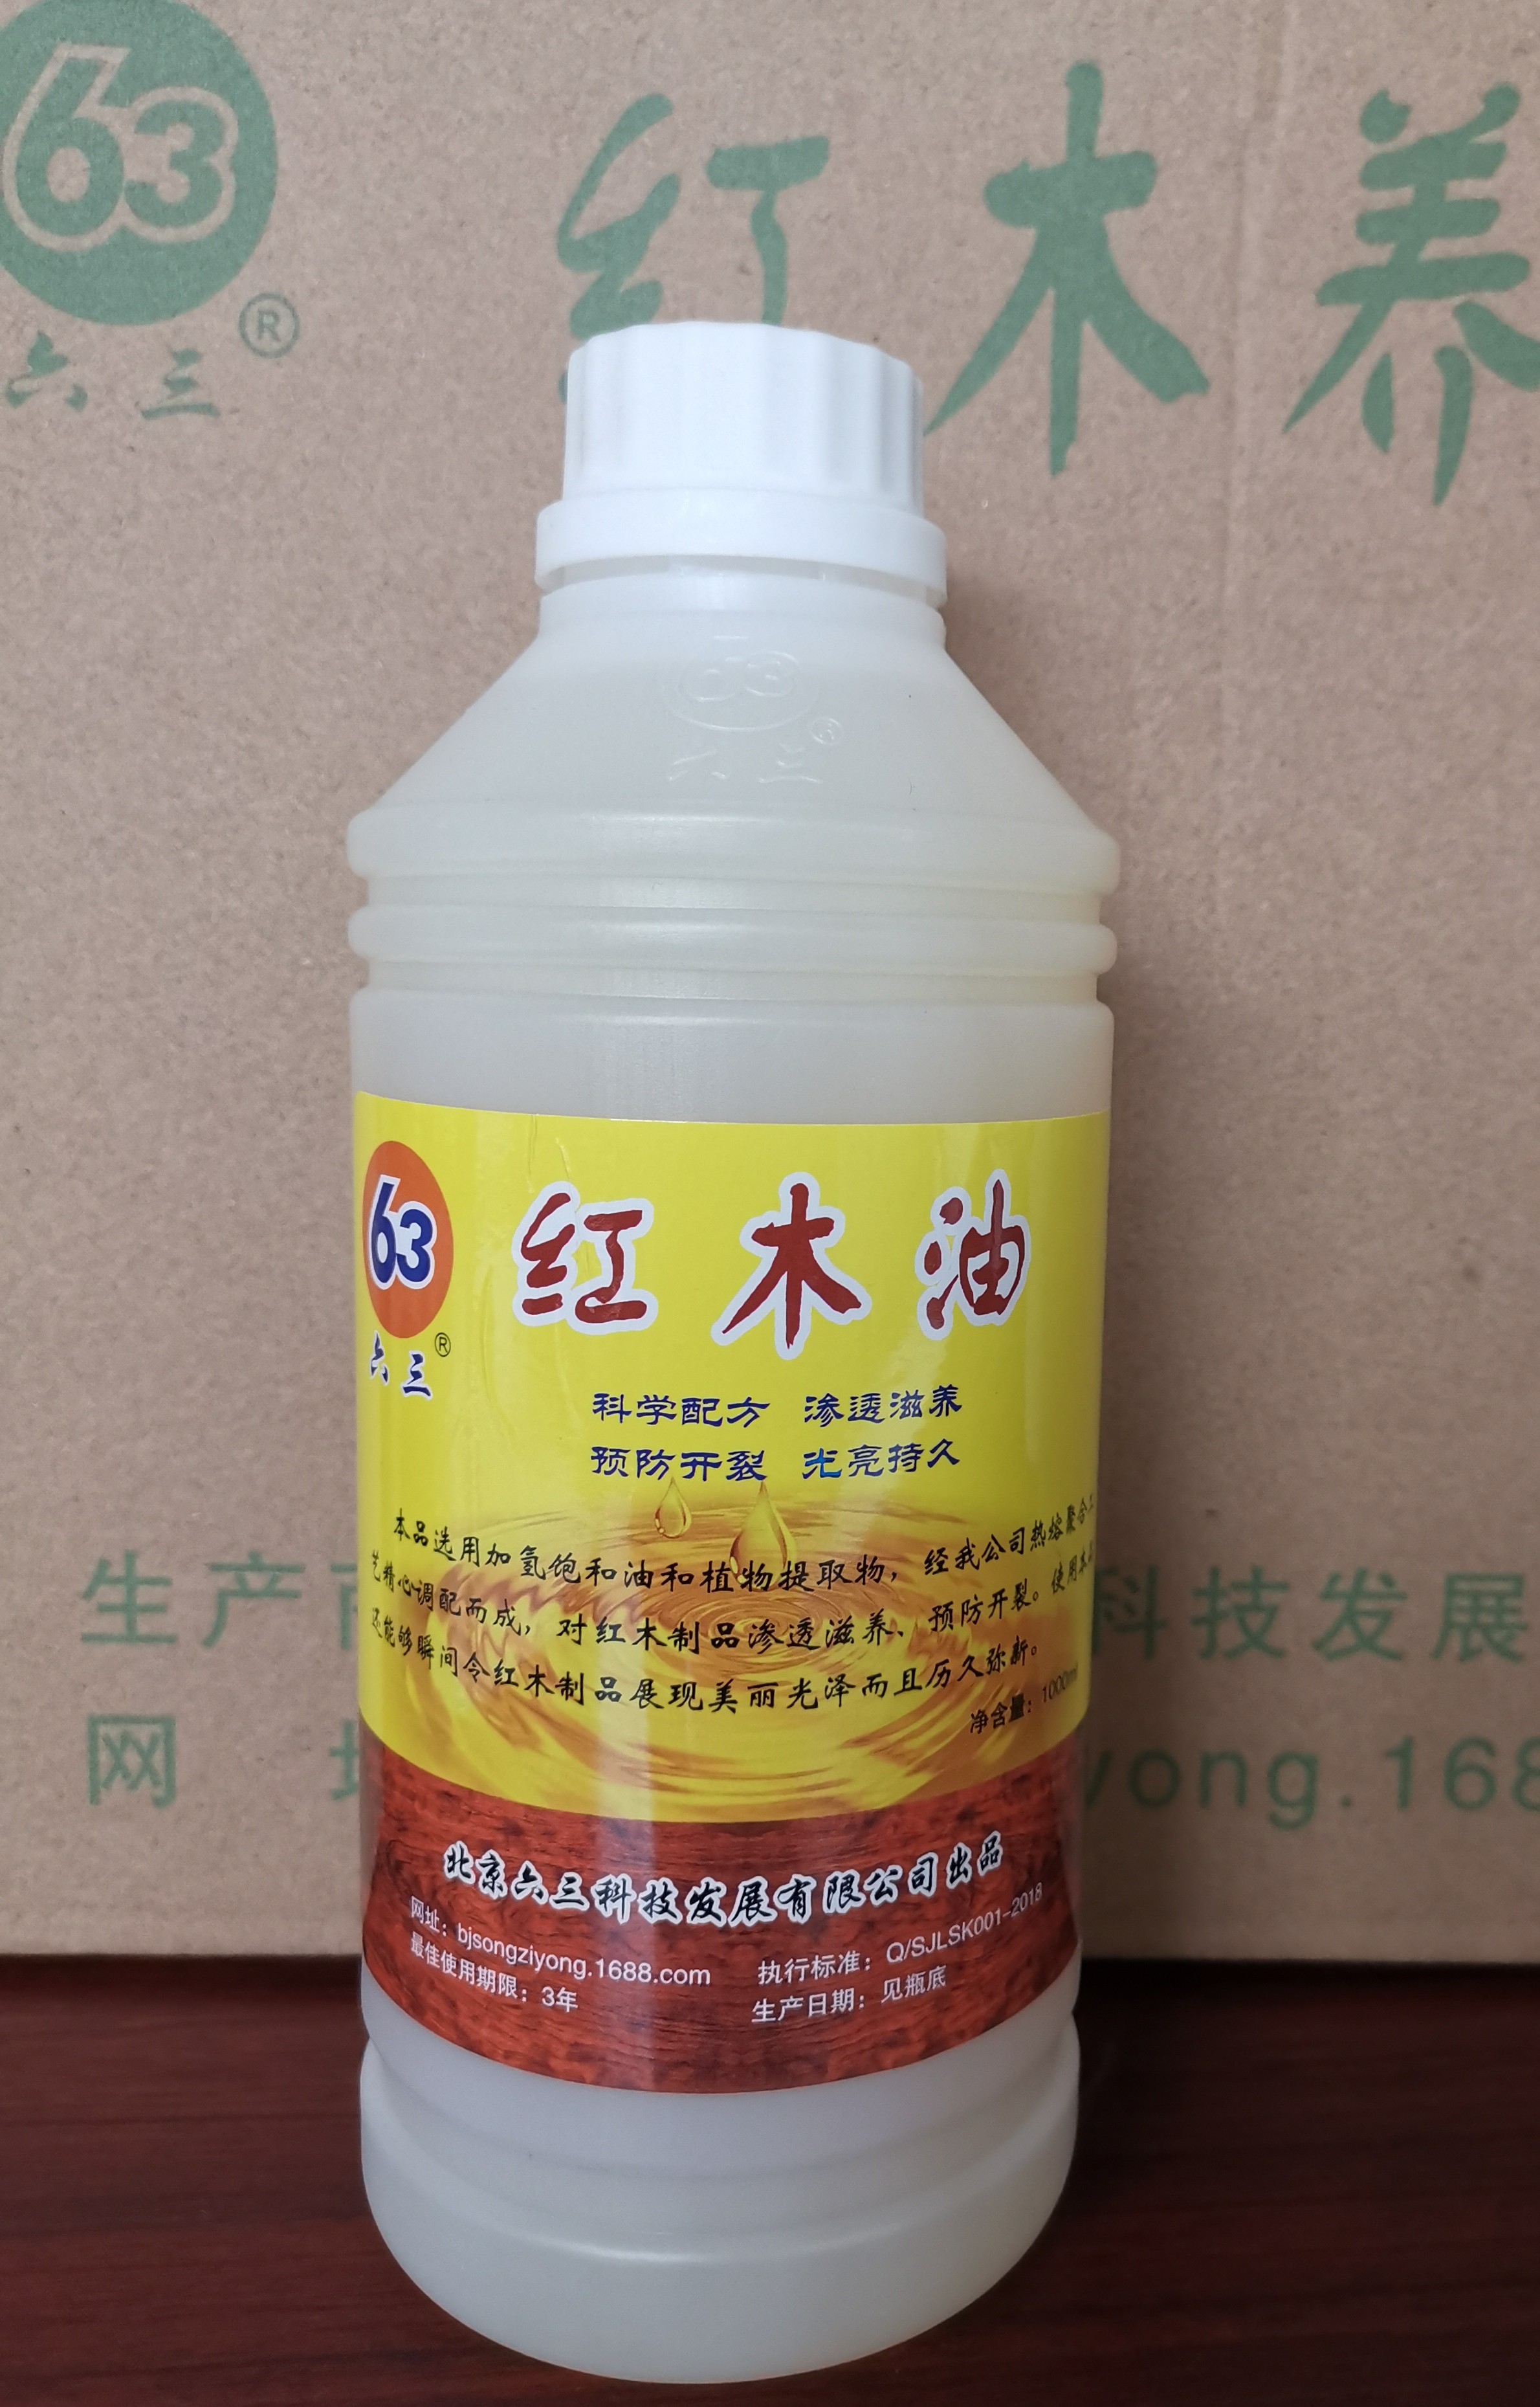 63
®
六三
红木养
63
®
六三
63
红木油
®
六三
科学配方 渗透滋养
预防开裂 光亮持久
本品选用加氢饱和油和植物提取物，经我公司热熔聚合工
艺精心调配而成，对红木制品渗透滋养、预防开裂。使用本品
还能够瞬间令红木制品展现美丽光泽而且历久弥新。
净含量：1000ml
生产 科技发展
网 yong.168
北京六三科技发展有限公司出品
网址：bjsongziyong.1688.com 执行标准：Q/SJLSK001-2018
最佳使用期限：3年 生产日期：见瓶底